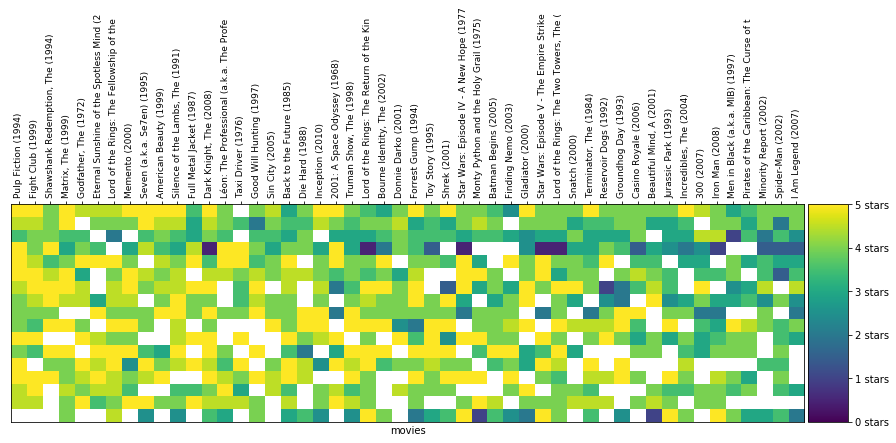 Pulp Fiction (1994)
Fight Club (1999)
Shawshank Redemption, The (1994)
Matrix, The (1999)
Godfather, The (1972)
Eternal Sunshine of the Spotless Mind (2
Lord of the Rings: The Fellowship of the
Memento (2000)
Seven (a.k.a. Se7en) (1995)
American Beauty (1999)
Silence of the Lambs, The (1991)
Full Metal Jacket (1987)
Dark Knight, The (2008)
Léon: The Professional (a.k.a. The Profe
Taxi Driver (1976)
Good Will Hunting (1997)
Sin City (2005)
Back to the Future (1985)
Die Hard (1988)
Inception (2010)
2001: A Space Odyssey (1968)
Truman Show, The (1998)
Lord of the Rings: The Return of the Kin
Bourne Identity, The (2002)
Donnie Darko (2001)
Forrest Gump (1994)
Toy Story (1995)
Shrek (2001)
Star Wars: Episode IV - A New Hope (1977
Monty Python and the Holy Grail (1975)
Batman Begins (2005)
Finding Nemo (2003)
Gladiator (2000)
Star Wars: Episode V - The Empire Strike
Lord of the Rings: The Two Towers, The (
Snatch (2000)
Terminator, The (1984)
Reservoir Dogs (1992)
Groundhog Day (1993)
Casino Royale (2006)
Beautiful Mind, A (2001)
Jurassic Park (1993)
Incredibles, The (2004)
300 (2007)
Iron Man (2008)
Men in Black (a.k.a. MIB) (1997)
Pirates of the Caribbean: The Curse of t
Minority Report (2002)
Spider-Man (2002)
I Am Legend (2007)
5 stars
4 stars
3 stars
2 stars
1 stars
0 stars
movies